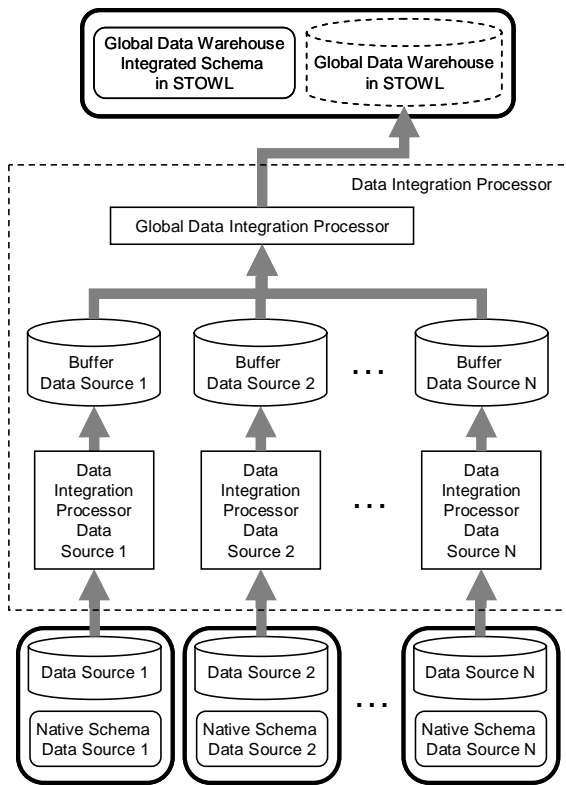 Global Data Warehouse
Integrated Schema
in STOWL
Global Data Warehouse
in STOWL
Data Integration Processor
Global Data Integration Processor
Buffer
Data Source 1
Buffer
Data Source 2
...
Buffer
Data Source N
Data
Integration
Processor
Data
Source 1
Data
Integration
Processor
Data
Source 2
...
Data
Integration
Processor
Data
Source N
Data Source 1
Native Schema
Data Source 1
Data Source 2
Native Schema
Data Source 2
...
Data Source N
Native Schema
Data Source N